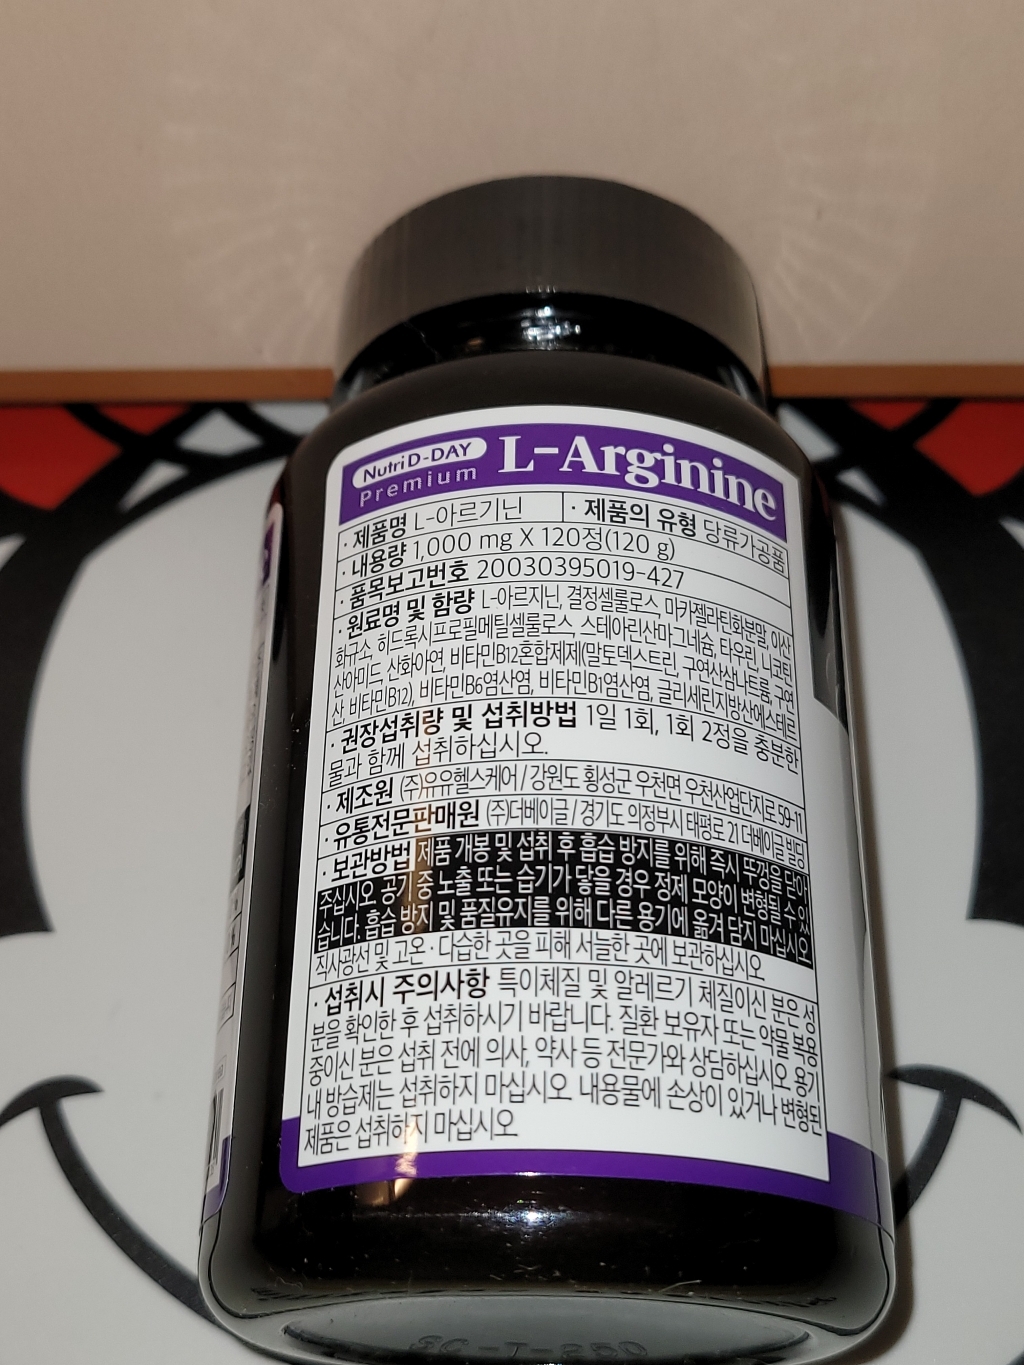 Nutri D-DAY
Premium
L-Arginine
· 제품명 L-아르기닌 · 제품의 유형 당류가공품
· 내용량 1,000 mg X 120정(120 g)
· 품목보고번호 20030395019-427
· 원료명 및 함량 L-아르지닌, 결정셀룰로스, 마카젤라틴화분말, 이산
화규소, 히드록시프로필메틸셀룰로스, 스테아린산마그네슘, 타우린, 니코틴
산아미드, 산화아연, 비타민B12혼합제제(말토덱스트린, 구연산삼나트륨, 구연
산, 비타민B12), 비타민B6염산염, 비타민B1염산염, 글리세린지방산에스테르
· 권장섭취량 및 섭취방법 1일 1회, 1회 2정을 충분한
물과 함께 섭취하십시오.
· 제조원 (주)유유헬스케어 / 강원도 횡성군 우천면 우천산업단지로 59-11
· 유통전문판매원 (주)더베이글 / 경기도 의정부시 태평로 21 더베이글 빌딩
· 보관방법 제품 개봉 및 섭취 후 흡습 방지를 위해 즉시 뚜껑을 닫아
주십시오. 공기 중 노출 또는 습기가 닿을 경우 정제 모양이 변형될 수 있
습니다. 흡습 방지 및 품질유지를 위해 다른 용기에 옮겨 담지 마십시오.
직사광선 및 고온 · 다습한 곳을 피해 서늘한 곳에 보관하십시오
· 섭취시 주의사항 특이체질 및 알레르기 체질이신 분은 성
분을 확인한 후 섭취하시기 바랍니다. 질환 보유자 또는 약물 복용
중이신 분은 섭취 전에 의사, 약사 등 전문가와 상담하십시오. 용기
내 방습제는 섭취하지 마십시오. 내용물에 손상이 있거나 변형된
제품은 섭취하지 마십시오
SC-T-250